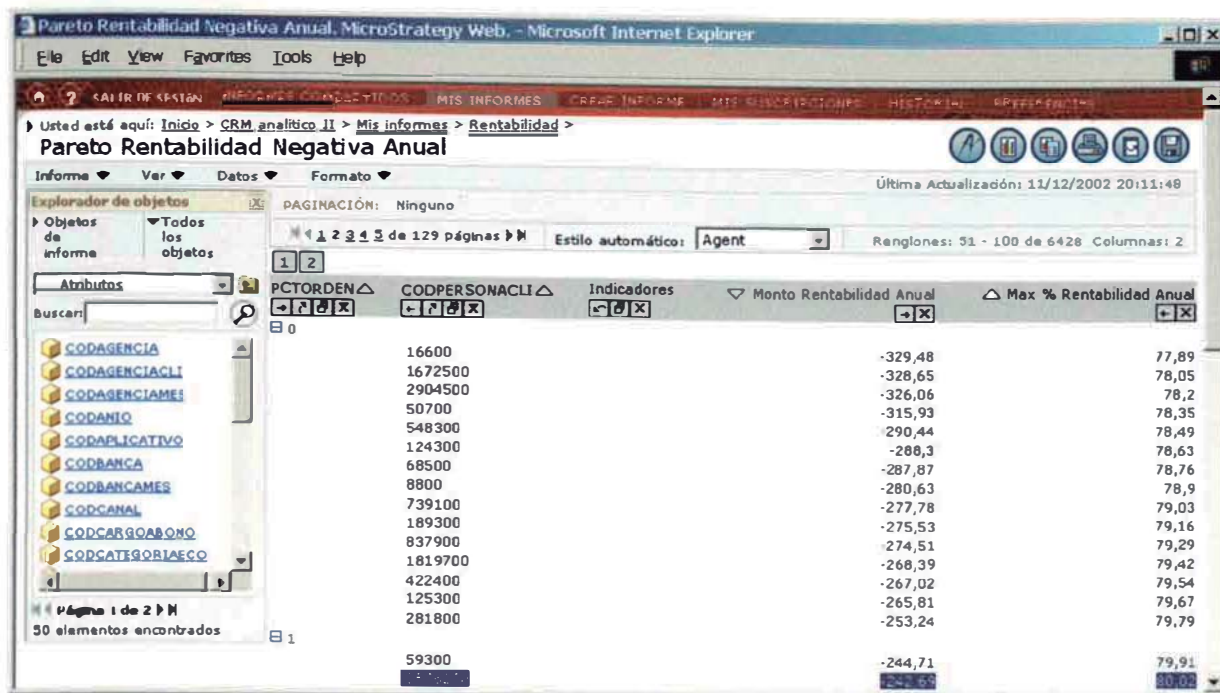 Pareto Rentabilidad Negativa Anual. MicroStrategy Web. - Microsoft Internet Explorer
File Edit View Favorites Tools Help
SALIR DE SESIÓN INFORMES COMPARTIDOS MIS INFORMES CREAR INFORME MIS SUSCRIPCIONES HISTORIAL PREFERENCIAS
Usted está aquí: Inicio > CRM analitico II > Mis informes > Rentabilidad >
Pareto Rentabilidad Negativa Anual
Informe Ver Datos Formato
Última Actualización: 11/12/2002 20:11:48
Explorador de objetos
PAGINACIÓN: Ninguno
Objetos de informe
Todos los objetos
1 2 3 4 5 de 129 páginas
Estilo automático: Agent
Renglones: 51 - 100 de 6428 Columnas: 2
1 2
Atributos
Buscar:
PCTORDEN CODPERSONACLI Indicadores Monto Rentabilidad Anual Max % Rentabilidad Anual
0
16600 -329,48 77,89
1672500 -328,65 78,05
2904500 -326,06 78,2
50700 -315,93 78,35
548300 -290,44 78,49
124300 -288,3 78,63
68500 -287,87 78,76
8800 -280,63 78,9
739100 -277,78 79,03
189300 -275,53 79,16
837900 -274,51 79,29
1819700 -268,39 79,42
422400 -267,02 79,54
125300 -265,81 79,67
281800 -253,24 79,79
1
59300 -244,71 79,91
-242,69 80,02
CODAGENCIA
CODAGENCIACLI
CODAGENCIAMES
CODANIO
CODAPLICATIVO
CODBANCA
CODBANCAMES
CODCANAL
CODCARGOABONO
CODCATEGORIAECO
Página 1 de 2
50 elementos encontrados